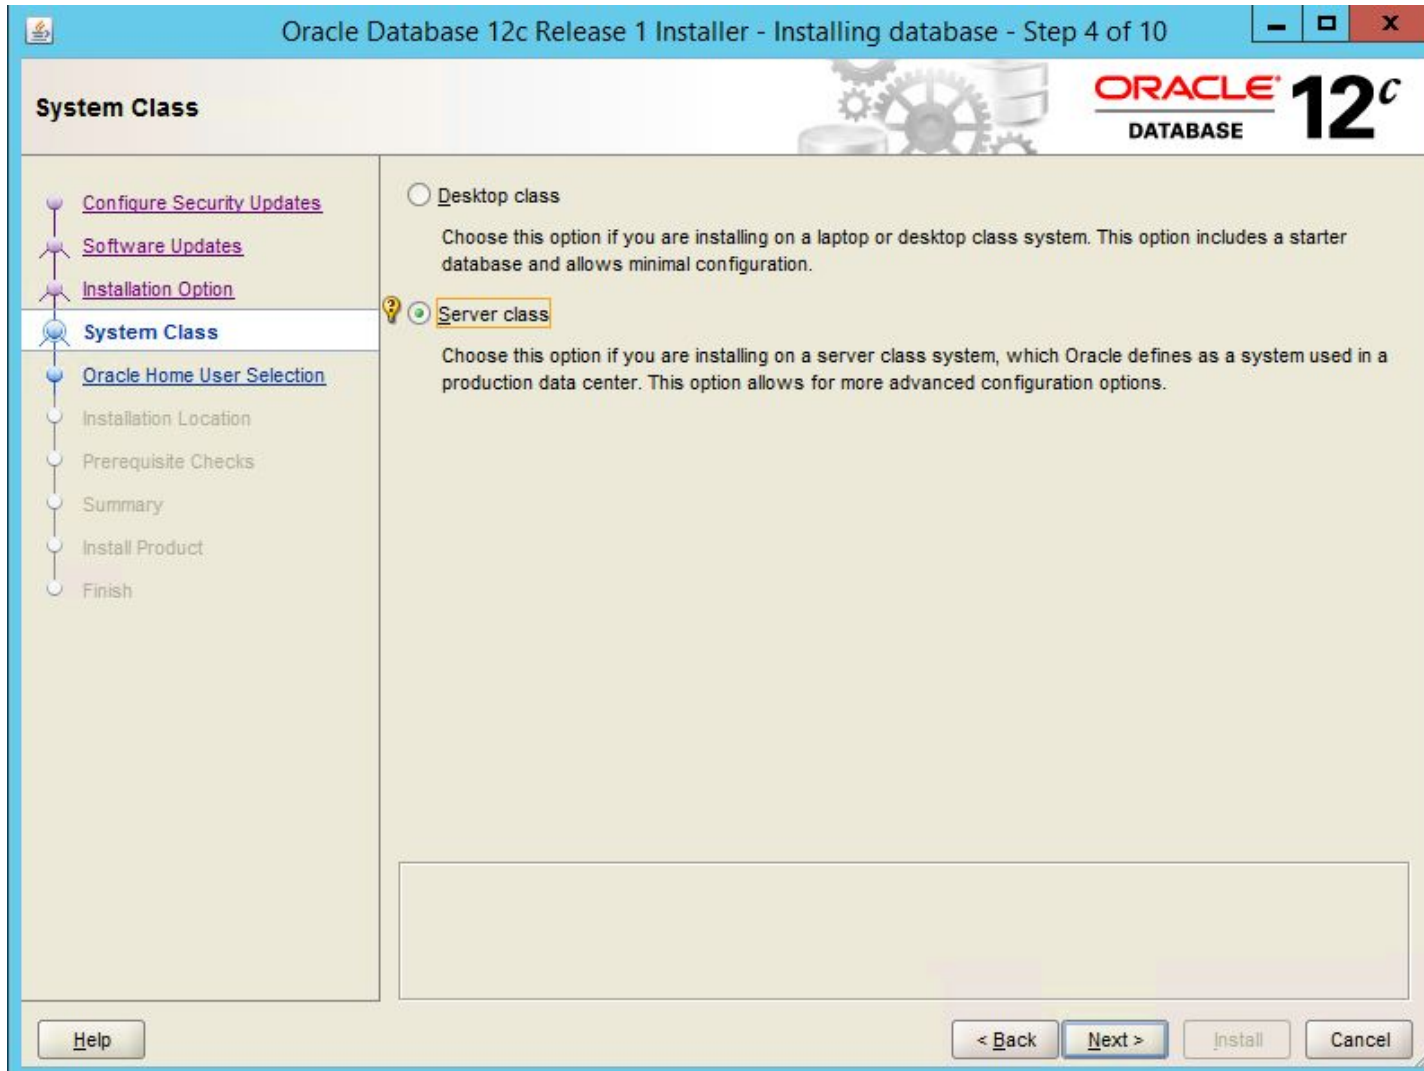 Oracle Database 12c Release 1 Installer - Installing database - Step 4 of 10
System Class
ORACLE
DATABASE
12c
Configure Security Updates
Software Updates
Installation Option
System Class
Oracle Home User Selection
Installation Location
Prerequisite Checks
Summary
Install Product
Finish
Desktop class
Choose this option if you are installing on a laptop or desktop class system. This option includes a starter
database and allows minimal configuration.
Server class
Choose this option if you are installing on a server class system, which Oracle defines as a system used in a
production data center. This option allows for more advanced configuration options.
Help
< Back
Next >
Install
Cancel